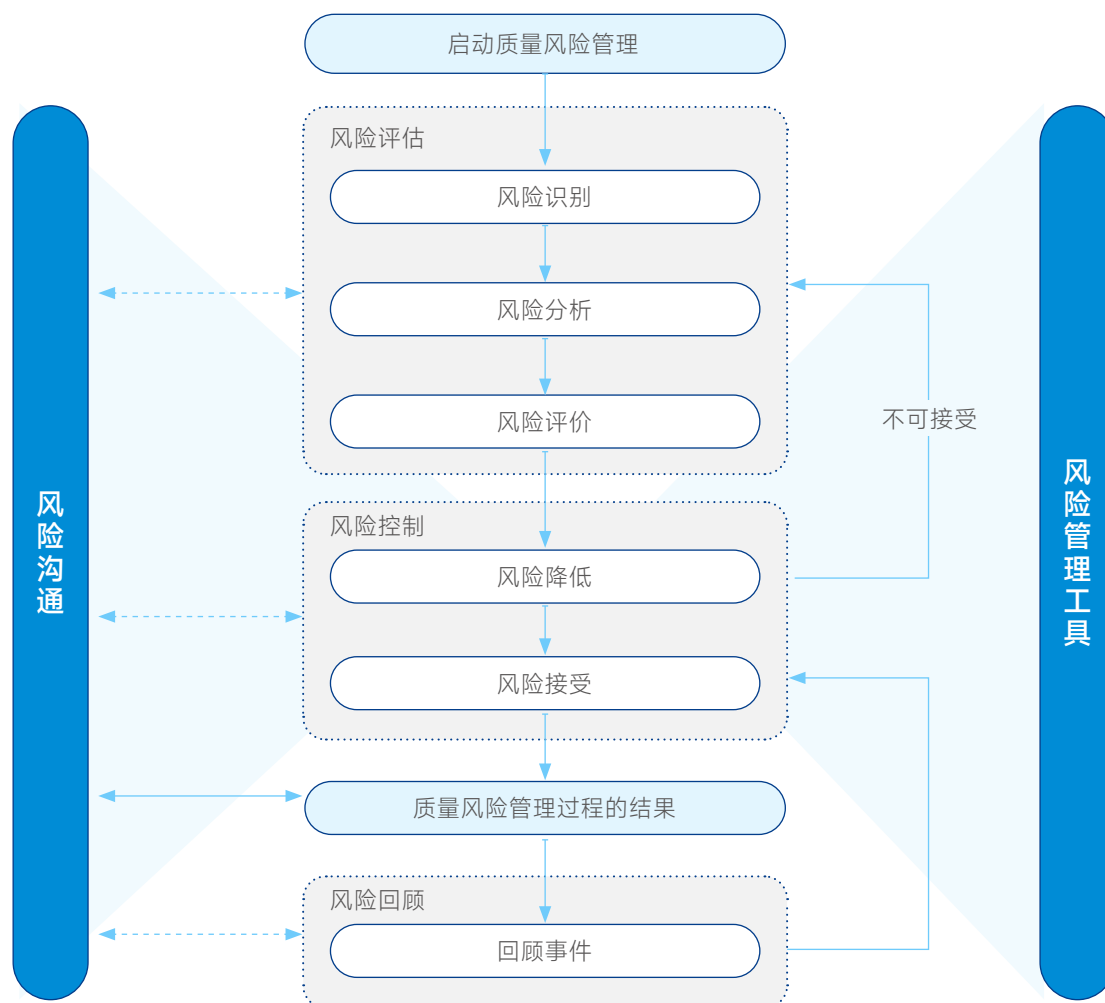 启动质量风险管理
风险评估
风险识别
风险分析
风险评价
不可接受
风险沟通
风险管理工具
风险控制
风险降低
风险接受
质量风险管理过程的结果
风险回顾
回顾事件